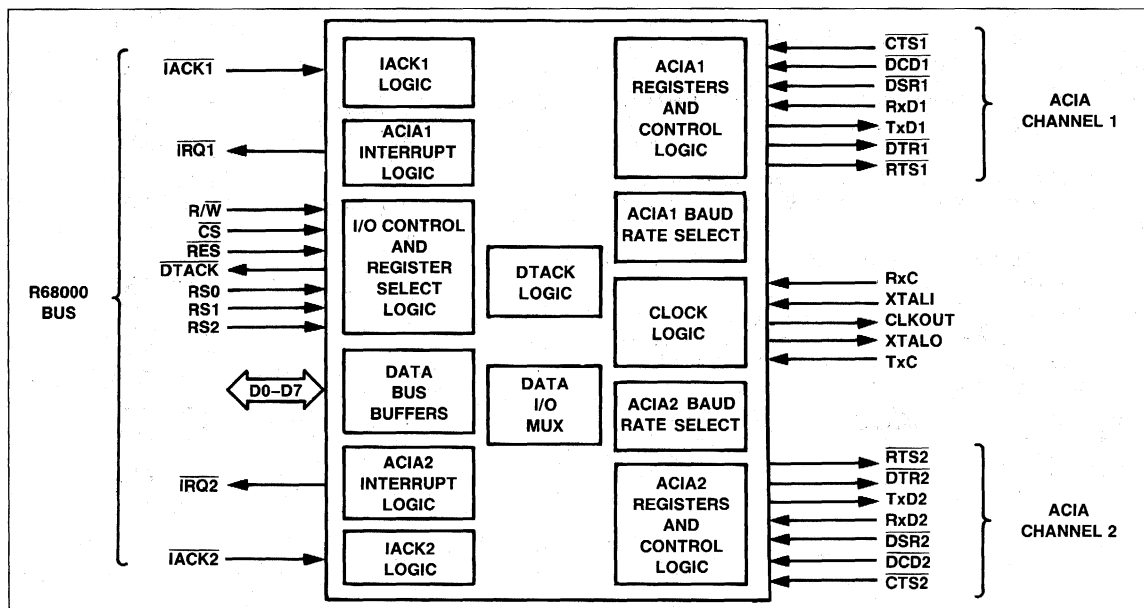 R68000
BUS
IACK1
IRQ1
R/W
CS
RES
DTACK
RS0
RS1
RS2
D0–D7
IRQ2
IACK2
IACK1
LOGIC
ACIA1
INTERRUPT
LOGIC
I/O CONTROL
AND
REGISTER
SELECT
LOGIC
DATA
BUS
BUFFERS
ACIA2
INTERRUPT
LOGIC
IACK2
LOGIC
DTACK
LOGIC
DATA
I/O
MUX
ACIA1
REGISTERS
AND
CONTROL
LOGIC
ACIA1 BAUD
RATE SELECT
CLOCK
LOGIC
ACIA2 BAUD
RATE SELECT
ACIA2
REGISTERS
AND
CONTROL
LOGIC
CTS1
DCD1
DSR1
RxD1
TxD1
DTR1
RTS1
ACIA
CHANNEL 1
RxC
XTALI
CLKOUT
XTALO
TxC
RTS2
DTR2
TxD2
RxD2
DSR2
DCD2
CTS2
ACIA
CHANNEL 2